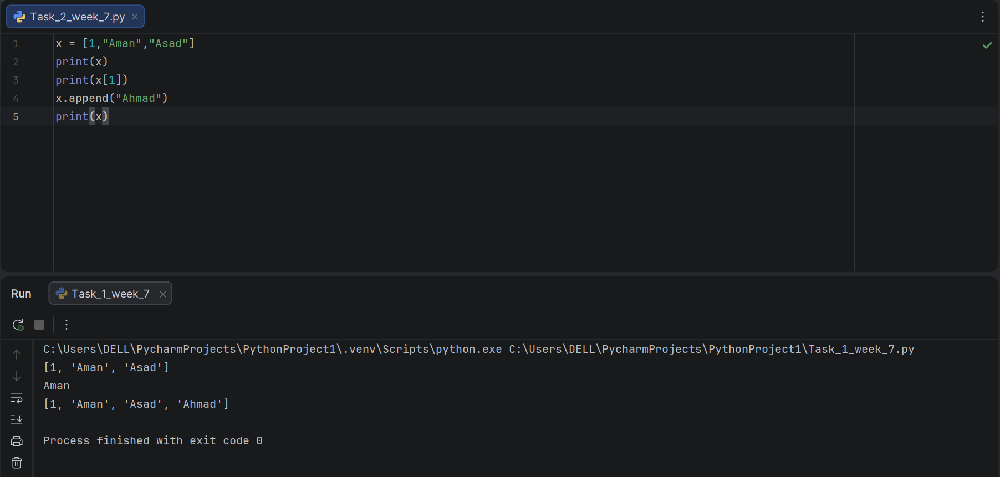 Task_2_week_7.py
1 x = [1,"Aman","Asad"]
2 print(x)
3 print(x[1])
4 x.append("Ahmad")
5 print(x)
Run Task_1_week_7
C:\Users\DELL\PycharmProjects\PythonProject1\.venv\Scripts\python.exe C:\Users\DELL\PycharmProjects\PythonProject1\Task_1_week_7.py
[1, 'Aman', 'Asad']
Aman
[1, 'Aman', 'Asad', 'Ahmad']
Process finished with exit code 0